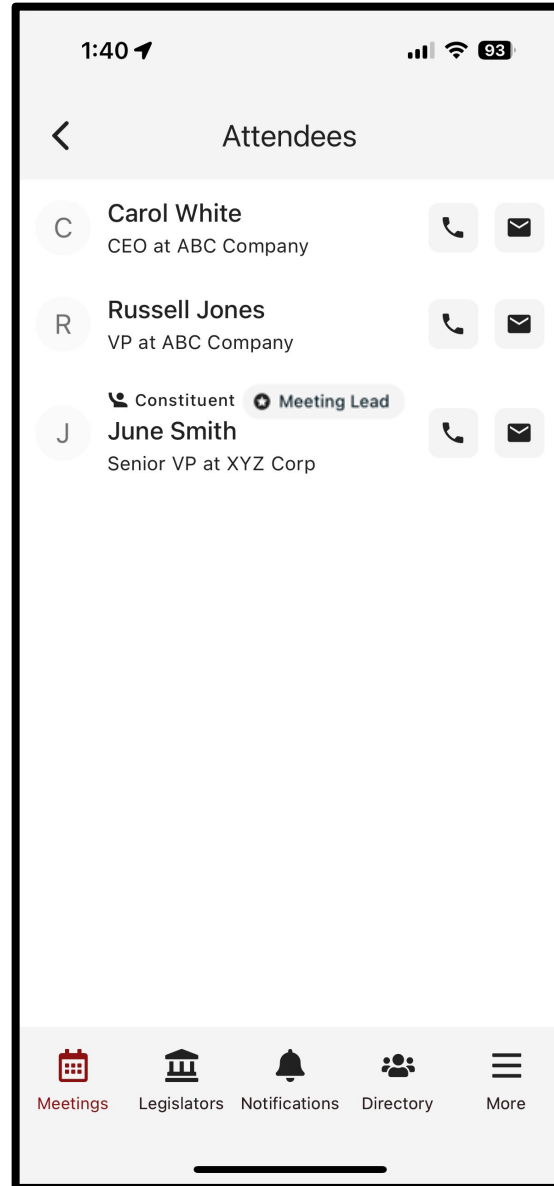 1:40 93
Attendees
C
Carol White
CEO at ABC Company
R
Russell Jones
VP at ABC Company
Constituent Meeting Lead
J
June Smith
Senior VP at XYZ Corp
Meetings Legislators Notifications Directory More